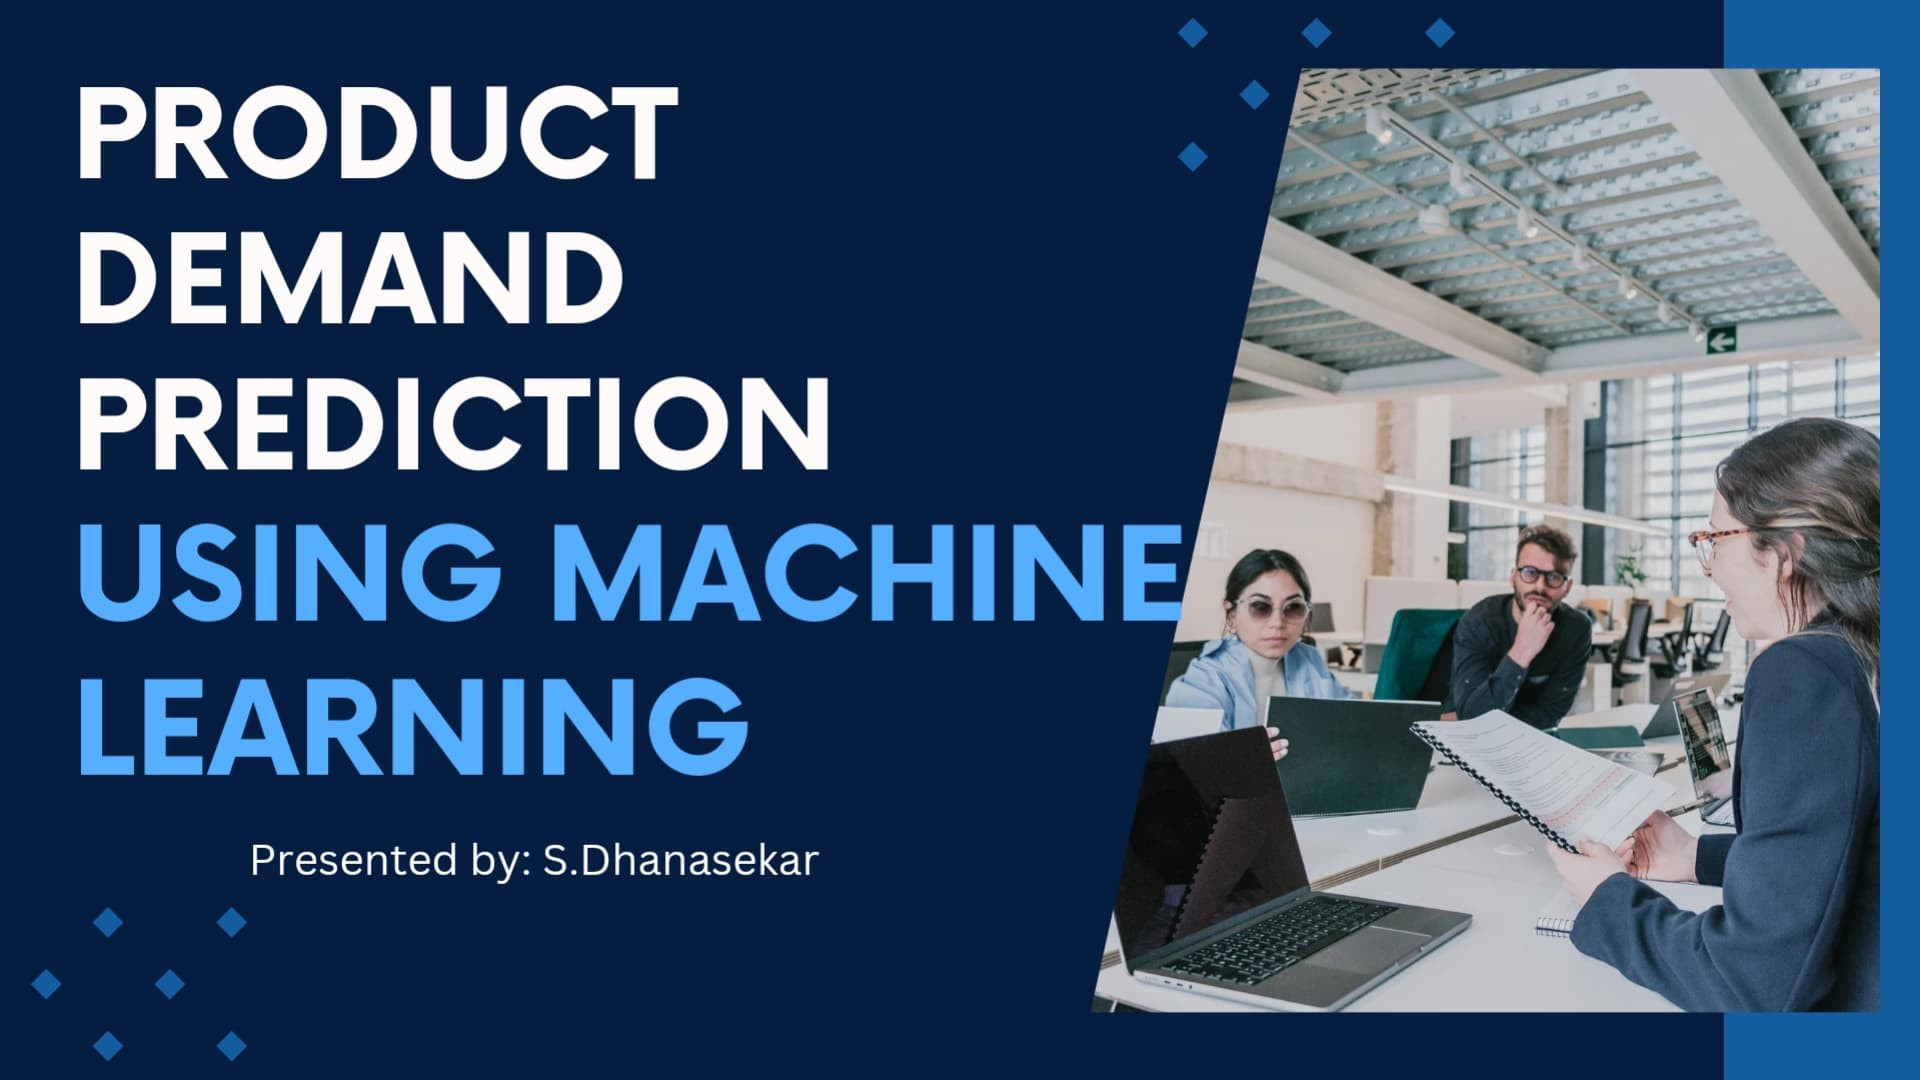 PRODUCT
DEMAND
PREDICTION
USING MACHINE
LEARNING
Presented by: S.Dhanasekar